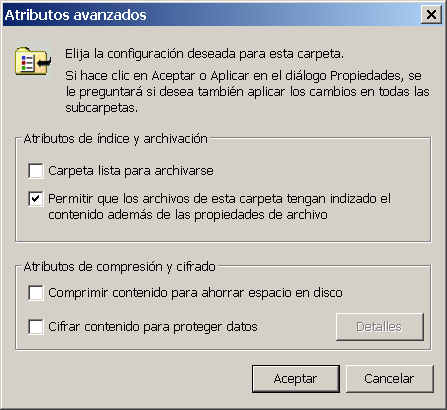 Atributos avanzados
Elija la configuración deseada para esta carpeta.
Si hace clic en Aceptar o Aplicar en el diálogo Propiedades, se
le preguntará si desea también aplicar los cambios en todas las
subcarpetas.
Atributos de índice y archivación
Carpeta lista para archivarse
Permitir que los archivos de esta carpeta tengan indizado el
contenido además de las propiedades de archivo
Atributos de compresión y cifrado
Comprimir contenido para ahorrar espacio en disco
Cifrar contenido para proteger datos
Detalles
Aceptar
Cancelar